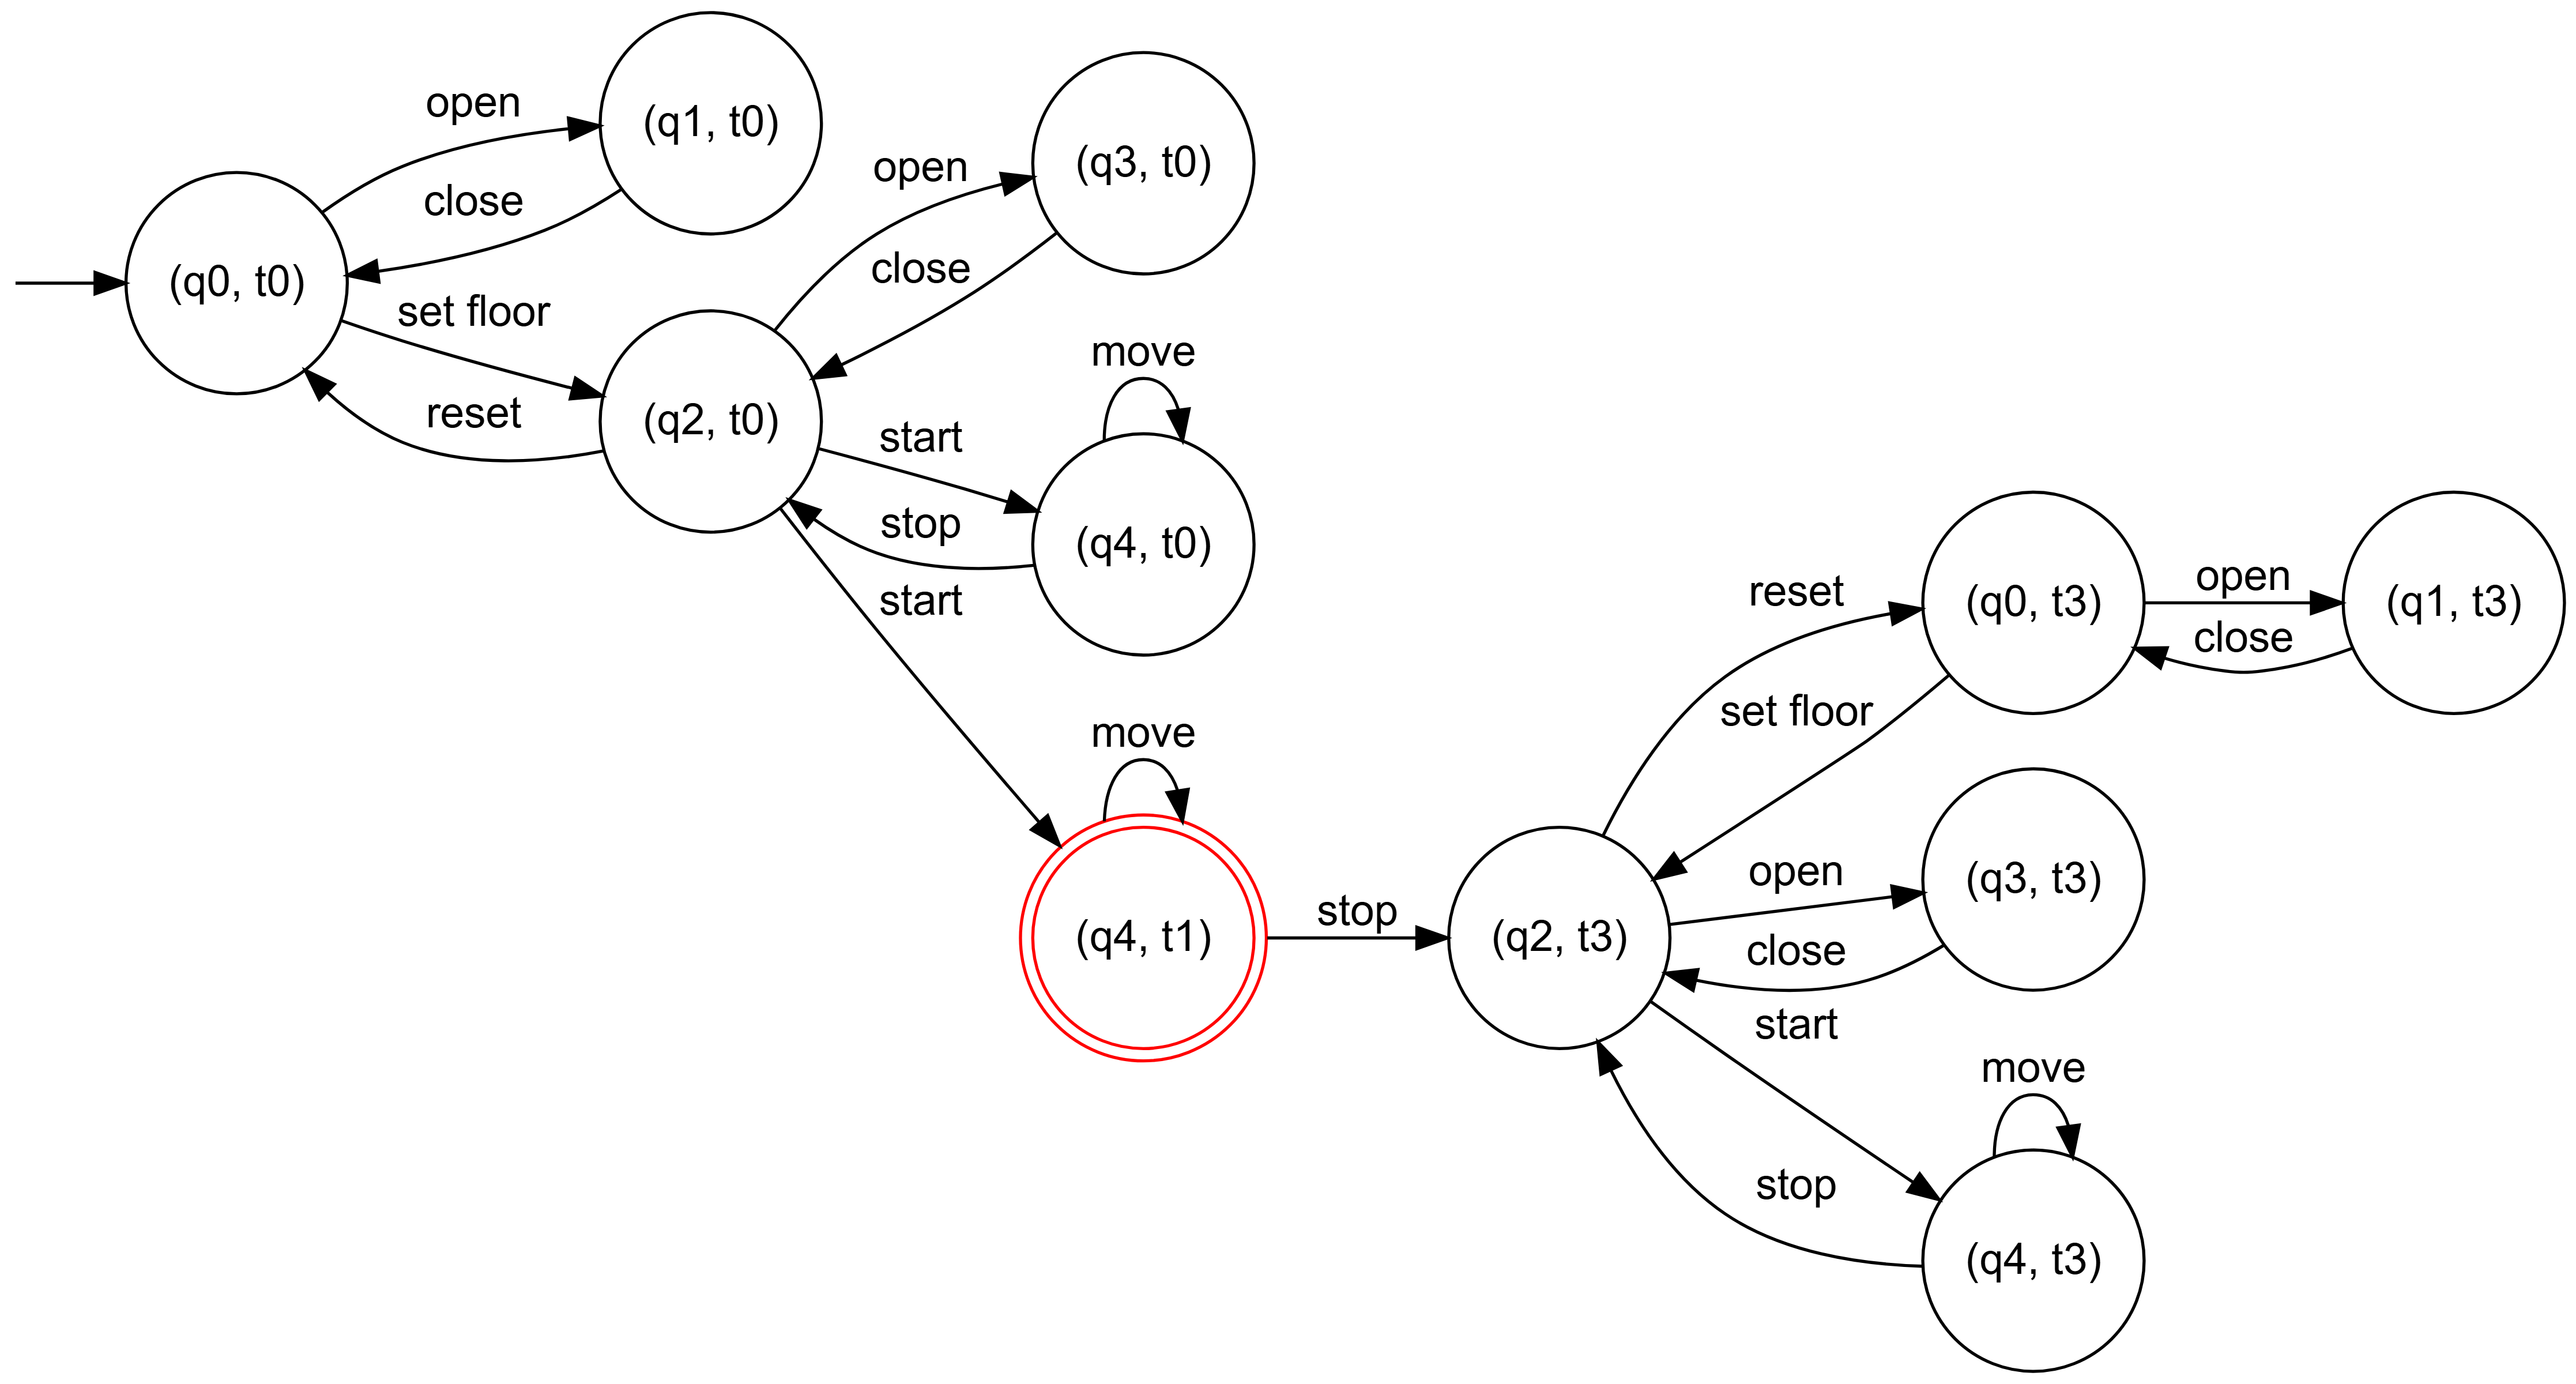 (q1, t0)
open
(q3, t0)
open
close
close
(q0, t0)
set floor
move
reset
(q2, t0)
start
stop
(q4, t0)
start
reset
(q0, t3)
open
(q1, t3)
close
set floor
move
open
(q3, t3)
stop
(q4, t1)
(q2, t3)
close
start
move
stop
(q4, t3)